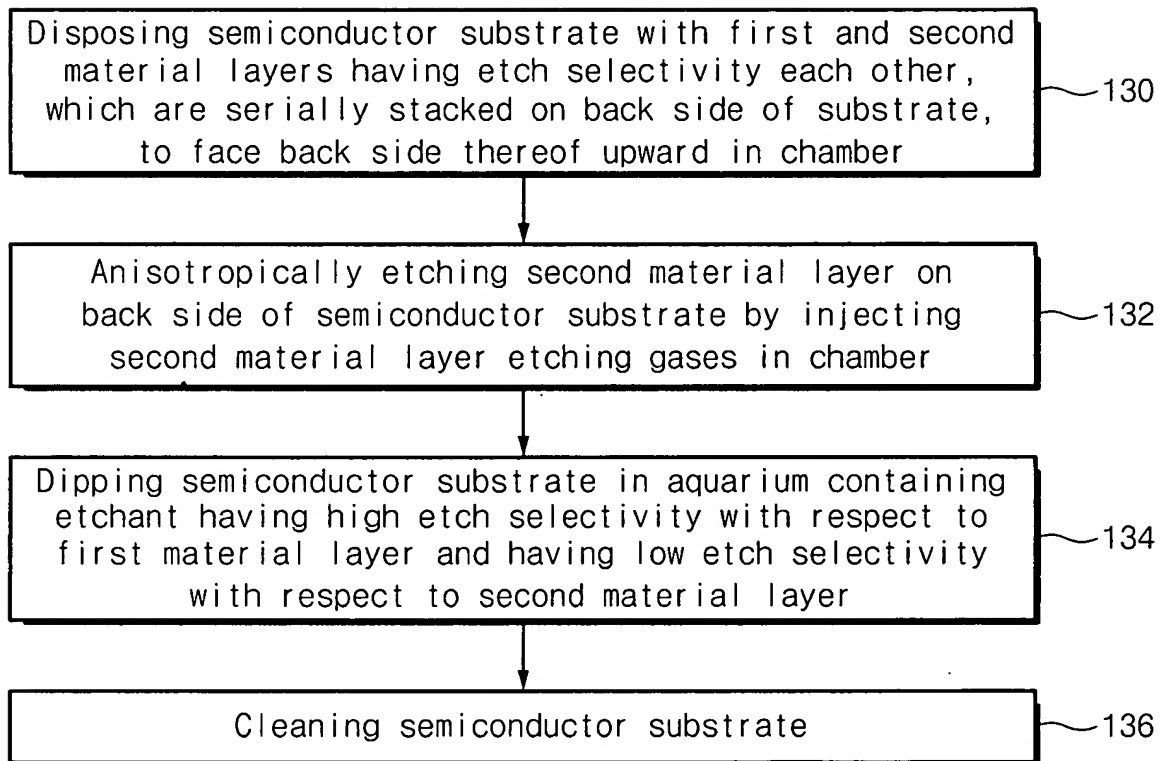 Disposing semiconductor substrate with first and second
material layers having etch selectivity each other,
which are serially stacked on back side of substrate,
to face back side thereof upward in chamber
130
Anisotropically etching second material layer on
back side of semiconductor substrate by injecting
second material layer etching gases in chamber
132
Dipping semiconductor substrate in aquarium containing
etchant having high etch selectivity with respect to
first material layer and having low etch selectivity
with respect to second material layer
134
Cleaning semiconductor substrate
136